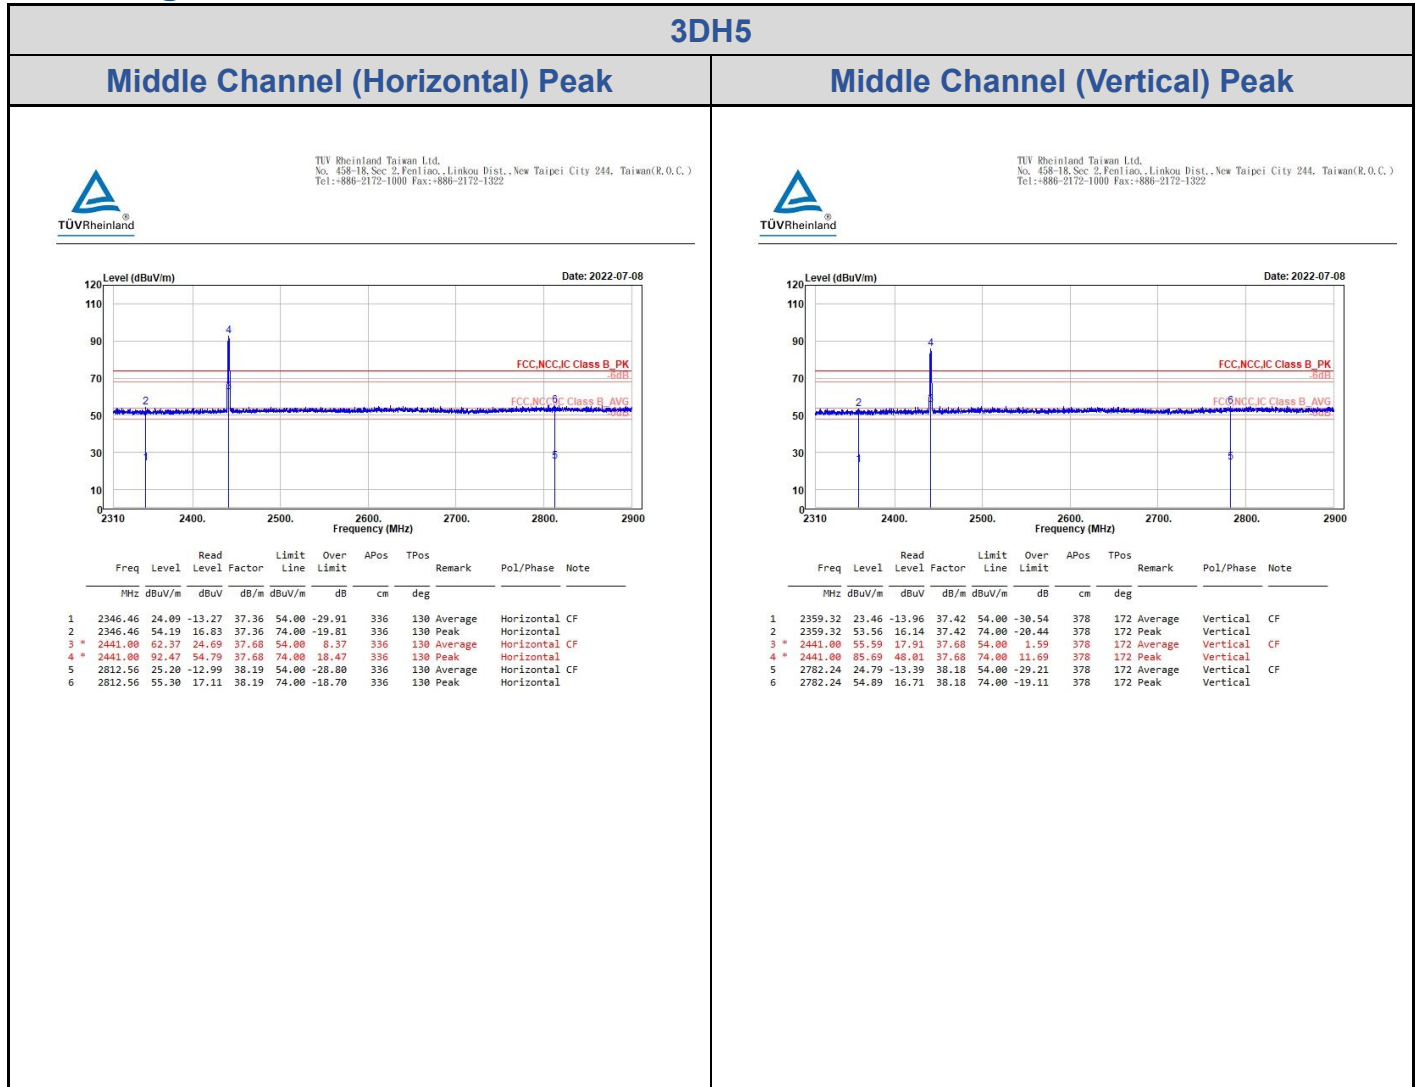 3DH5
Middle Channel (Horizontal) Peak
TÜVRheinland®
TUV Rheinland Taiwan Ltd.
No. 458-18,Sec 2,Fenliao.,Linkou Dist.,New Taipei City 244, Taiwan(R.O.C.)
Tel:+886-2172-1000 Fax:+886-2172-1322
Level (dBuV/m)
Date: 2022-07-08
120
110
90
70
50
30
10
0
4
3
FCC,NCC,IC Class B_PK
-6dB
2
6
FCC,NCC,IC Class B_AVG
-6dB
1
5
2310 2400. 2500. 2600. 2700. 2800. 2900
Frequency (MHz)
Read Limit Over APos TPos
Freq Level Level Factor Line Limit Remark Pol/Phase Note
MHz dBuV/m dBuV dB/m dBuV/m dB cm deg
1 2346.46 24.09 -13.27 37.36 54.00 -29.91 336 130 Average Horizontal CF
2 2346.46 54.19 16.83 37.36 74.00 -19.81 336 130 Peak Horizontal
3 * 2441.00 62.37 24.69 37.68 54.00 8.37 336 130 Average Horizontal CF
4 * 2441.00 92.47 54.79 37.68 74.00 18.47 336 130 Peak Horizontal
5 2812.56 25.20 -12.99 38.19 54.00 -28.80 336 130 Average Horizontal CF
6 2812.56 55.30 17.11 38.19 74.00 -18.70 336 130 Peak Horizontal
Middle Channel (Vertical) Peak
TÜVRheinland®
TUV Rheinland Taiwan Ltd.
No. 458-18,Sec 2,Fenliao.,Linkou Dist.,New Taipei City 244, Taiwan(R.O.C.)
Tel:+886-2172-1000 Fax:+886-2172-1322
Level (dBuV/m)
Date: 2022-07-08
120
110
90
70
50
30
10
0
4
3
FCC,NCC,IC Class B_PK
-6dB
2
6
FCC,NCC,IC Class B_AVG
-6dB
1
5
2310 2400. 2500. 2600. 2700. 2800. 2900
Frequency (MHz)
Read Limit Over APos TPos
Freq Level Level Factor Line Limit Remark Pol/Phase Note
MHz dBuV/m dBuV dB/m dBuV/m dB cm deg
1 2359.32 23.46 -13.96 37.42 54.00 -30.54 378 172 Average Vertical CF
2 2359.32 53.56 16.14 37.42 74.00 -20.44 378 172 Peak Vertical
3 * 2441.00 55.59 17.91 37.68 54.00 1.59 378 172 Average Vertical CF
4 * 2441.00 85.69 48.01 37.68 74.00 11.69 378 172 Peak Vertical
5 2782.24 24.79 -13.39 38.18 54.00 -29.21 378 172 Average Vertical CF
6 2782.24 54.89 16.71 38.18 74.00 -19.11 378 172 Peak Vertical